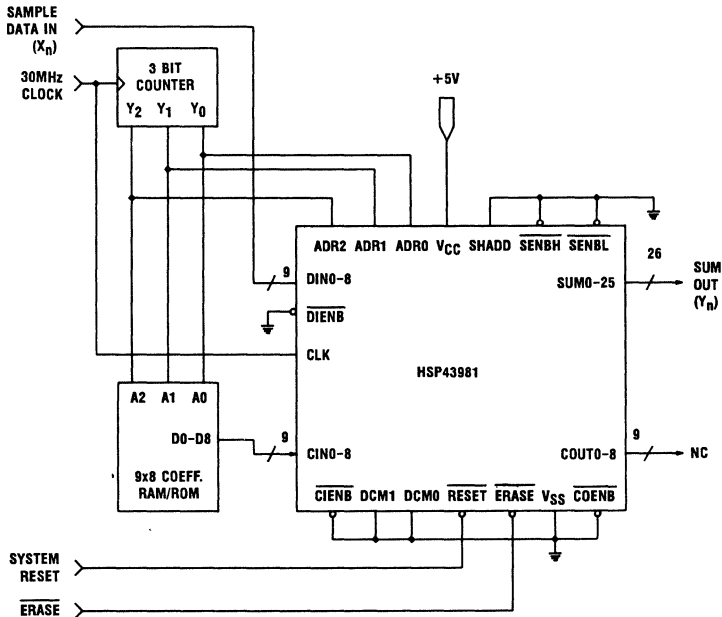 SAMPLE
DATA IN
(Xn)
30MHz
CLOCK
3 BIT
COUNTER
Y2 Y1 Y0
+5V
ADR2 ADR1 ADR0 VCC SHADD SENBH SENBL
9
DIN0-8
DIENB
CLK
HSP43981
26
SUM0-25
SUM
OUT
(Yn)
A2 A1 A0
D0-D8
9x8 COEFF.
RAM/ROM
9
CIN0-8
9
COUT0-8
NC
CIENB DCM1 DCM0 RESET ERASE VSS COENB
SYSTEM
RESET
ERASE